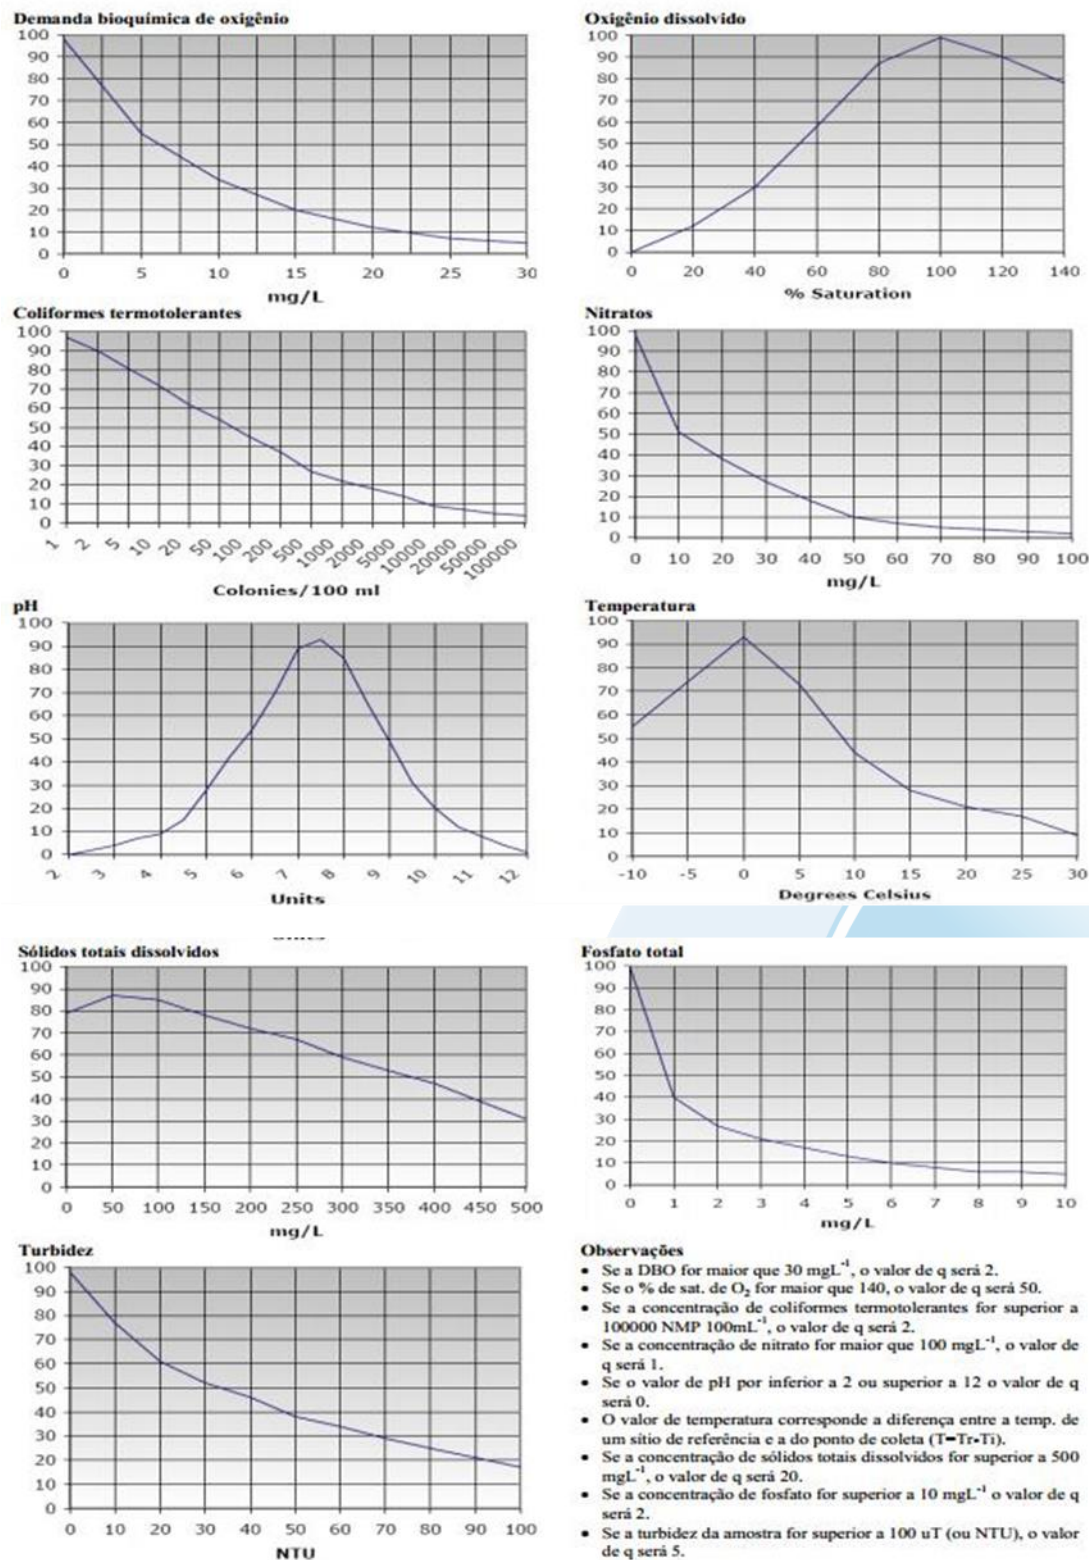 Demanda bioquímica de oxigênio
100
90
80
70
60
50
40
30
20
10
0
0 5 10 15 20 25 30
mg/L
Oxigênio dissolvido
100
90
80
70
60
50
40
30
20
10
0
0 20 40 60 80 100 120 140
% Saturation
Coliformes termotolerantes
100
90
80
70
60
50
40
30
20
10
0
1 2 5 10 20 50 100 200 500 1000 2000 5000 10000 20000 50000 100000
Colonies/100 ml
Nitratos
100
90
80
70
60
50
40
30
20
10
0
0 10 20 30 40 50 60 70 80 90 100
mg/L
pH
100
90
80
70
60
50
40
30
20
10
0
2 3 4 5 6 7 8 9 10 11 12
Units
Temperatura
100
90
80
70
60
50
40
30
20
10
0
-10 -5 0 5 10 15 20 25 30
Degrees Celsius
Sólidos totais dissolvidos
100
90
80
70
60
50
40
30
20
10
0
0 50 100 150 200 250 300 350 400 450 500
mg/L
Fosfato total
100
90
80
70
60
50
40
30
20
10
0
0 1 2 3 4 5 6 7 8 9 10
mg/L
Turbidez
100
90
80
70
60
50
40
30
20
10
0
0 10 20 30 40 50 60 70 80 90 100
NTU
Observações
• Se a DBO for maior que 30 mgL⁻¹, o valor de q será 2.
• Se o % de sat. de O₂ for maior que 140, o valor de q será 50.
• Se a concentração de coliformes termotolerantes for superior a
100000 NMP 100mL⁻¹, o valor de q será 2.
• Se a concentração de nitrato for maior que 100 mgL⁻¹, o valor de
q será 1.
• Se o valor de pH por inferior a 2 ou superior a 12 o valor de q
será 0.
• O valor de temperatura corresponde a diferença entre a temp. de
um sítio de referência e a do ponto de coleta (T=Tr-Ti).
• Se a concentração de sólidos totais dissolvidos for superior a 500
mgL⁻¹, o valor de q será 20.
• Se a concentração de fosfato for superior a 10 mgL⁻¹ o valor de q
será 2.
• Se a turbidez da amostra for superior a 100 uT (ou NTU), o valor
de q será 5.